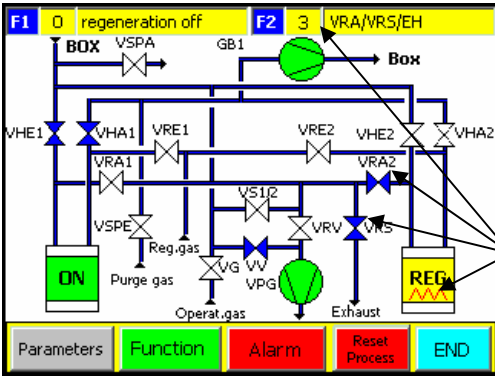 F1 0 regeneration off F2 3 VRA/VRS/EH
BOX VSPA GB1 Box
VHE1 VHA1 VRE1 VRE2 VHE2 VHA2
VRA1 VRA2
VS1/2
VSPE VRV VRS
Reg.gas
ON Purge gas VG VV REG
VPG
Operat.gas Exhaust
Parameters Function Alarm Reset Process END